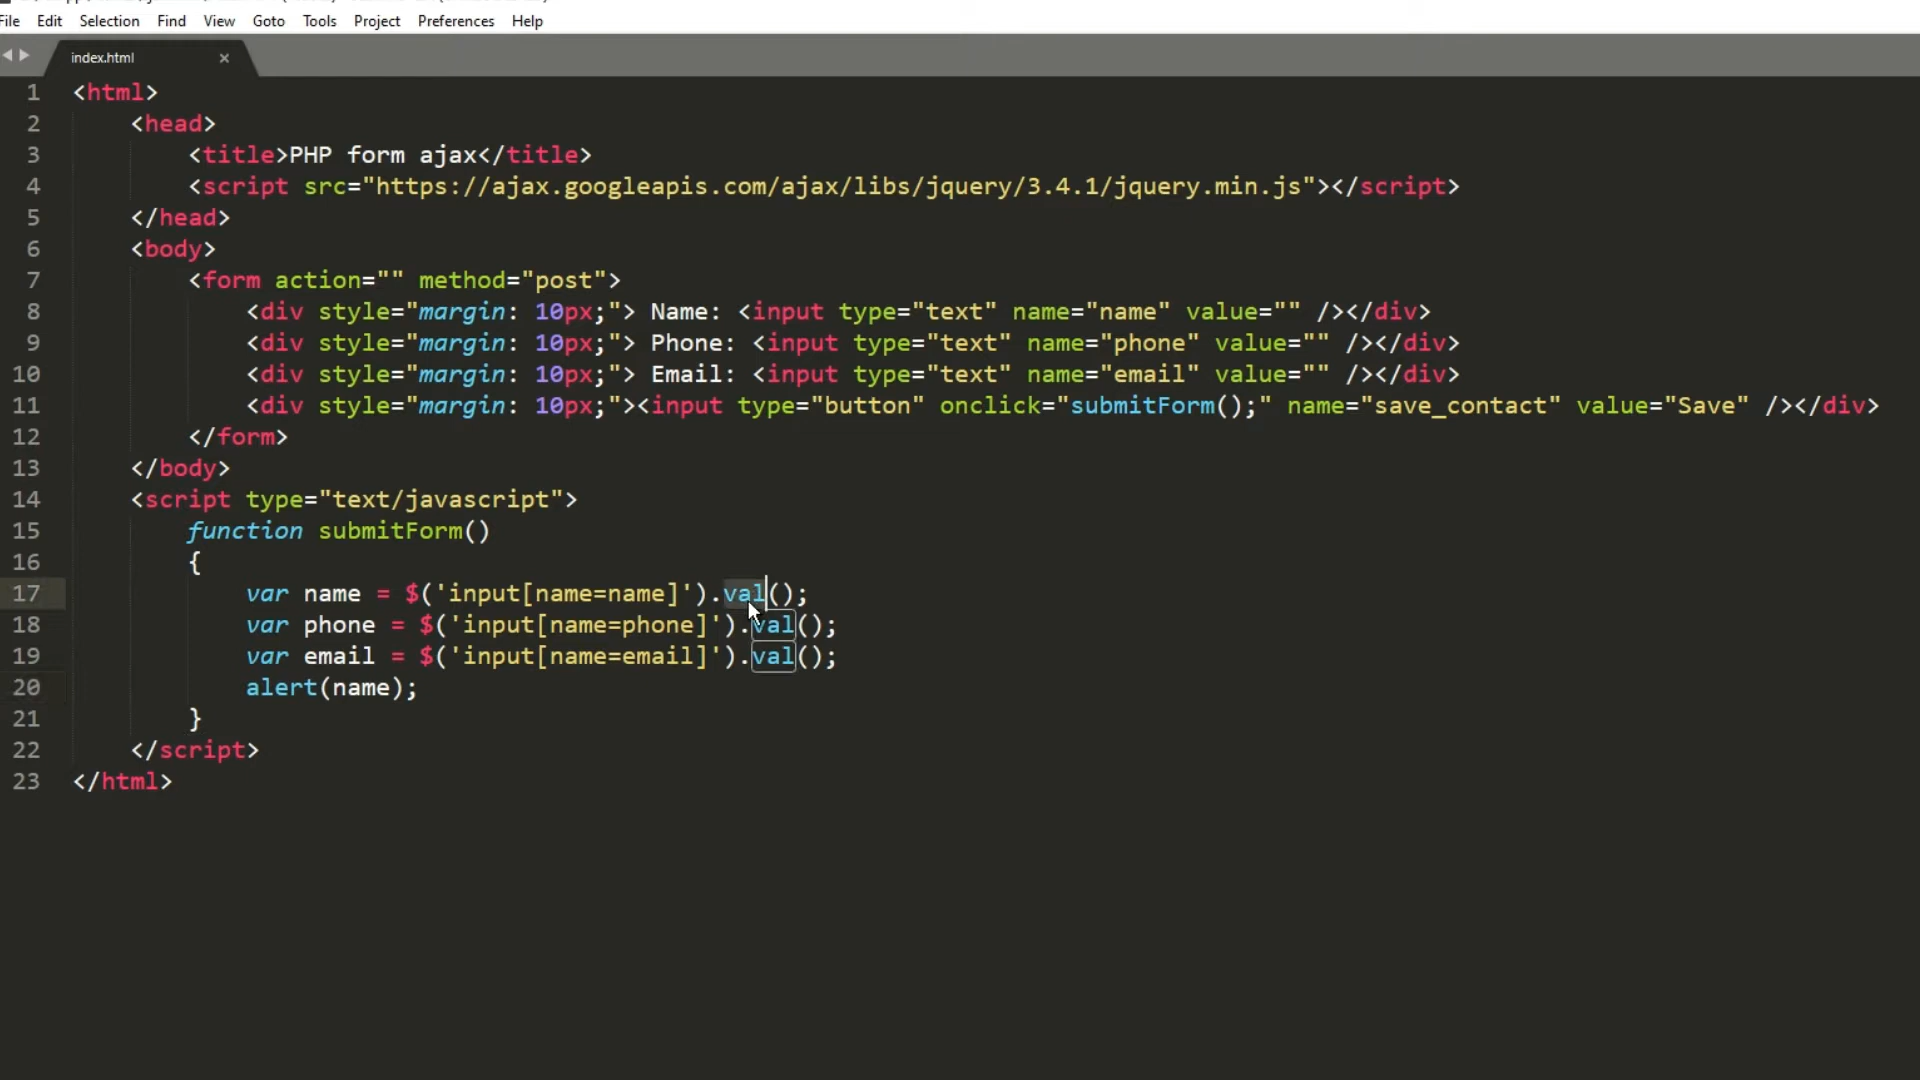 File Edit Selection Find View Goto Tools Project Preferences Help
index.html ×
1 <html>
2 <head>
3 <title>PHP form ajax</title>
4 <script src="https://ajax.googleapis.com/ajax/libs/jquery/3.4.1/jquery.min.js"></script>
5 </head>
6 <body>
7 <form action="" method="post">
8 <div style="margin: 10px;"> Name: <input type="text" name="name" value="" /></div>
9 <div style="margin: 10px;"> Phone: <input type="text" name="phone" value="" /></div>
10 <div style="margin: 10px;"> Email: <input type="text" name="email" value="" /></div>
11 <div style="margin: 10px;"><input type="button" onclick="submitForm();" name="save_contact" value="Save" /></div>
12 </form>
13 </body>
14 <script type="text/javascript">
15 function submitForm()
16 {
17 var name = $('input[name=name]').val();
18 var phone = $('input[name=phone]').val();
19 var email = $('input[name=email]').val();
20 alert(name);
21 }
22 </script>
23 </html>